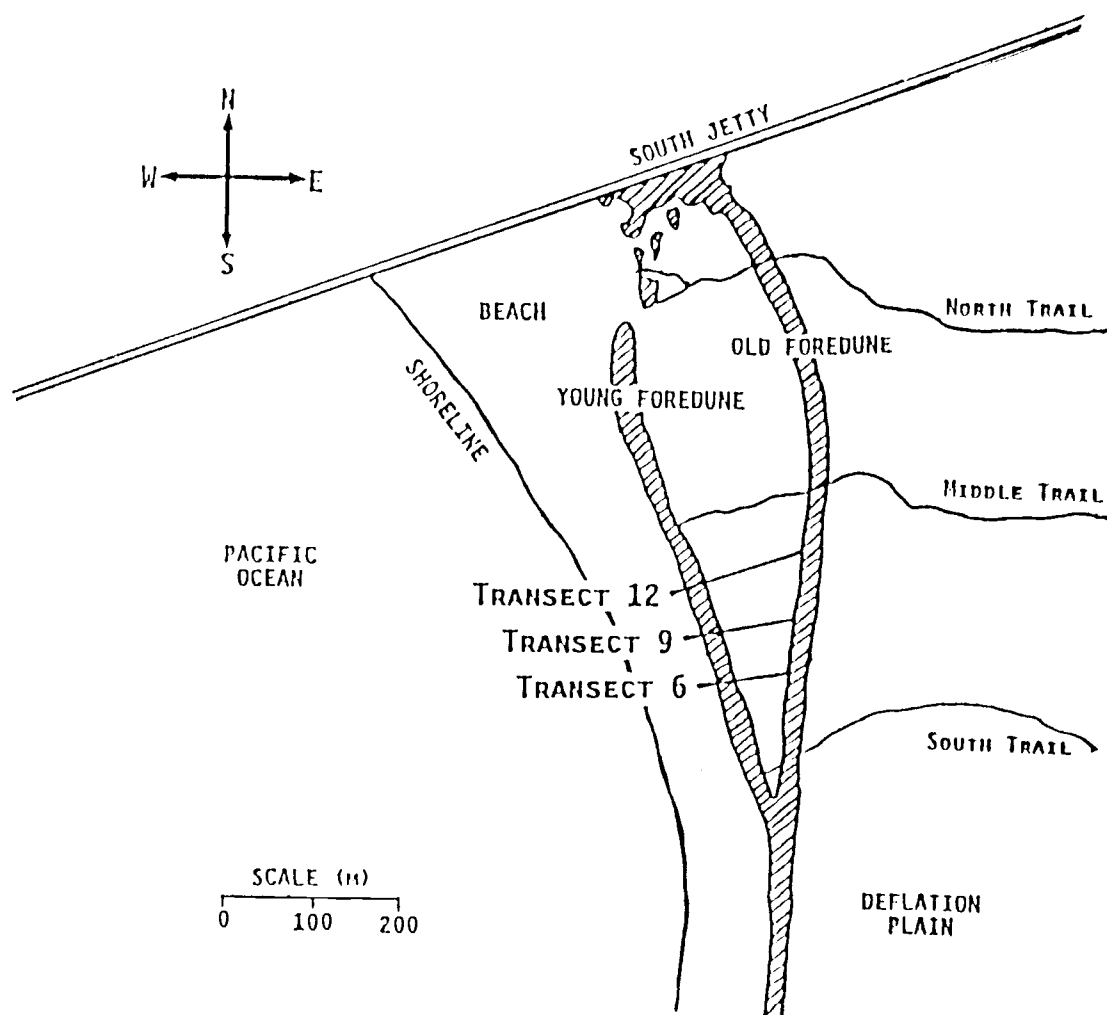 N
W E
S
SOUTH JETTY
BEACH
NORTH TRAIL
OLD FOREDUNE
SHORELINE
YOUNG FOREDUNE
MIDDLE TRAIL
PACIFIC
OCEAN
TRANSECT 12
TRANSECT 9
TRANSECT 6
SOUTH TRAIL
SCALE (M)
0 100 200
DEFLATION
PLAIN